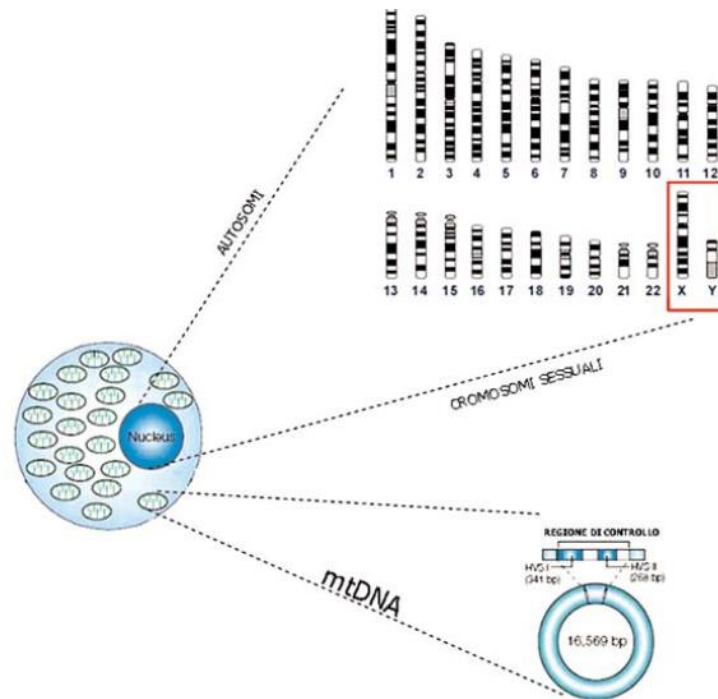 1 2 3 4 5 6 7 8 9 10 11 12
AUTOSOMI
13 14 15 16 17 18 19 20 21 22 X Y
CROMOSOMI SESSUALI
Nucleus
mtDNA
REGIONE DI CONTROLLO
HVS I HVS II
(341 bp) (268 bp)
16,569 bp